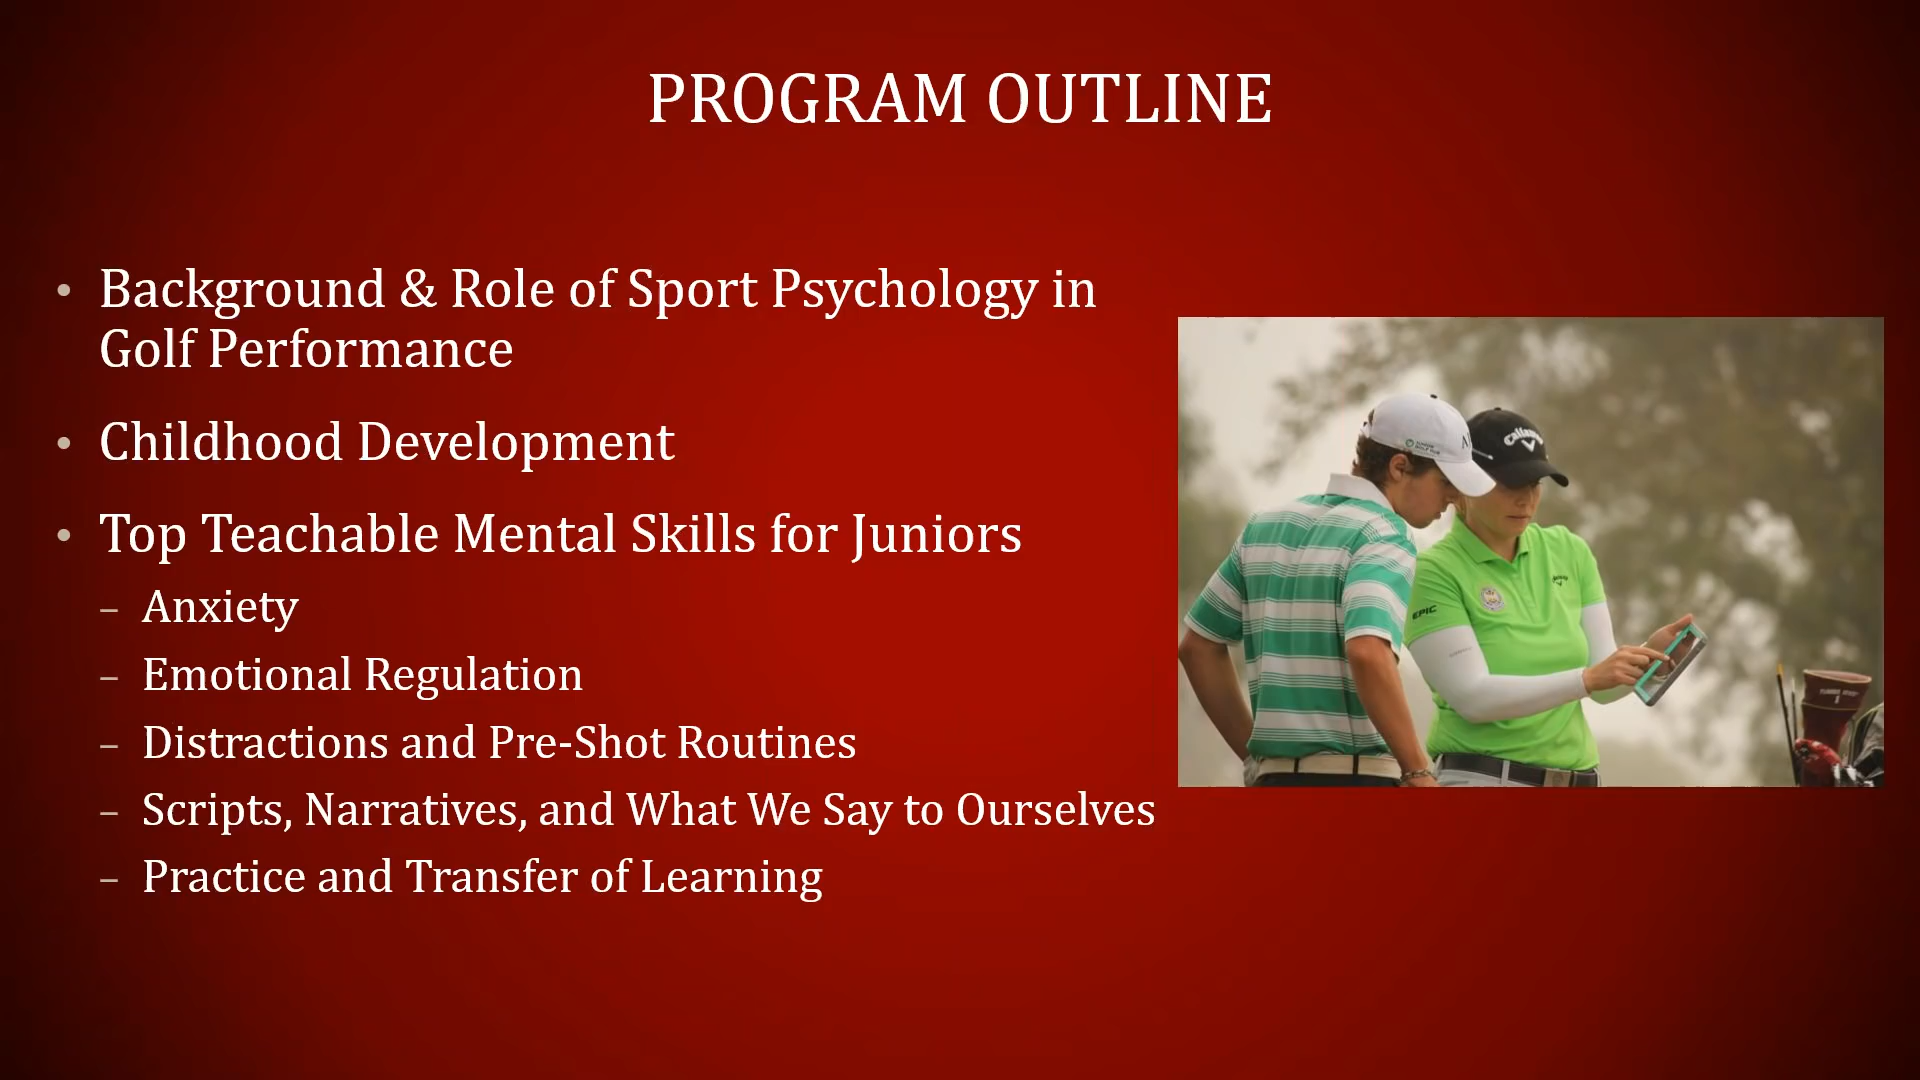 PROGRAM OUTLINE
• Background & Role of Sport Psychology in
Golf Performance
• Childhood Development
• Top Teachable Mental Skills for Juniors
– Anxiety
– Emotional Regulation
– Distractions and Pre-Shot Routines
– Scripts, Narratives, and What We Say to Ourselves
– Practice and Transfer of Learning
Callaway
EPIC